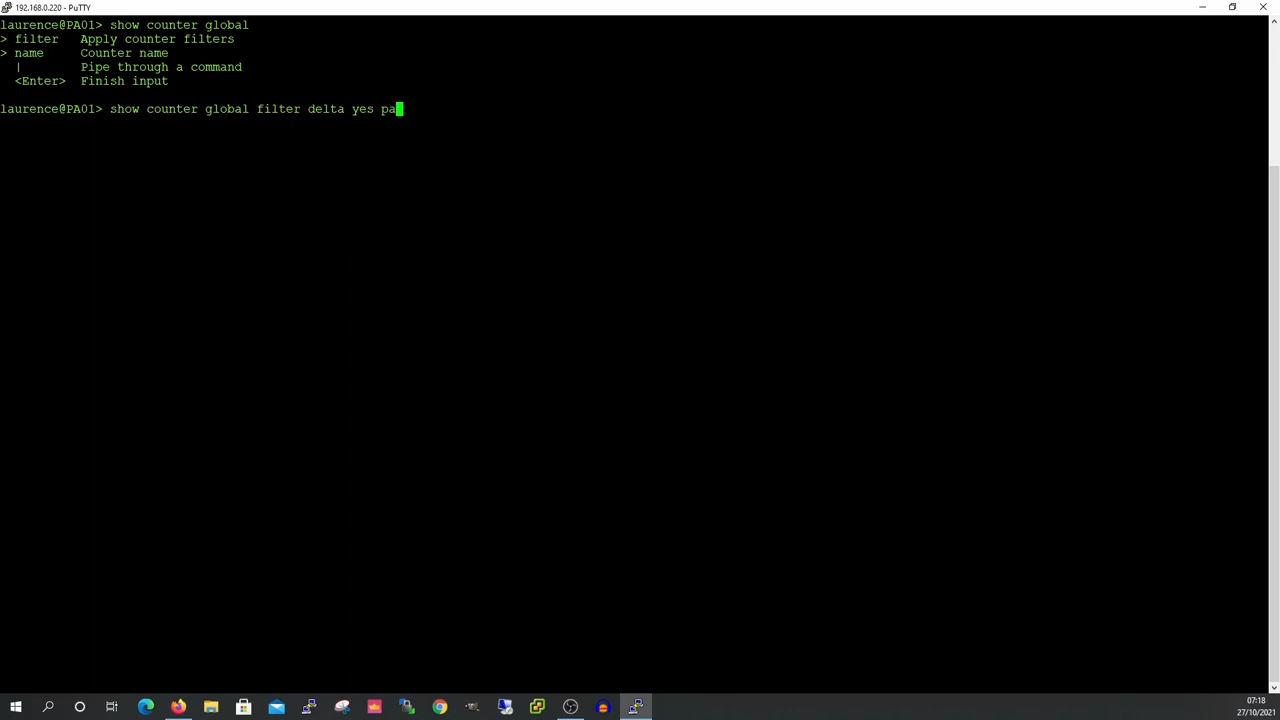 192.168.0.220 - PuTTY
laurence@PA01> show counter global
> filter   Apply counter filters
> name     Counter name
  |        Pipe through a command
  <Enter>  Finish input
laurence@PA01> show counter global filter delta yes pa
07:18
27/10/2021